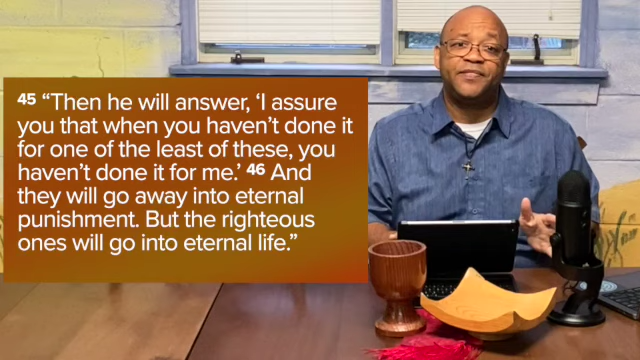 45 “Then he will answer, ‘I assure
you that when you haven’t done it
for one of the least of these, you
haven’t done it for me.’ 46 And
they will go away into eternal
punishment. But the righteous
ones will go into eternal life.”